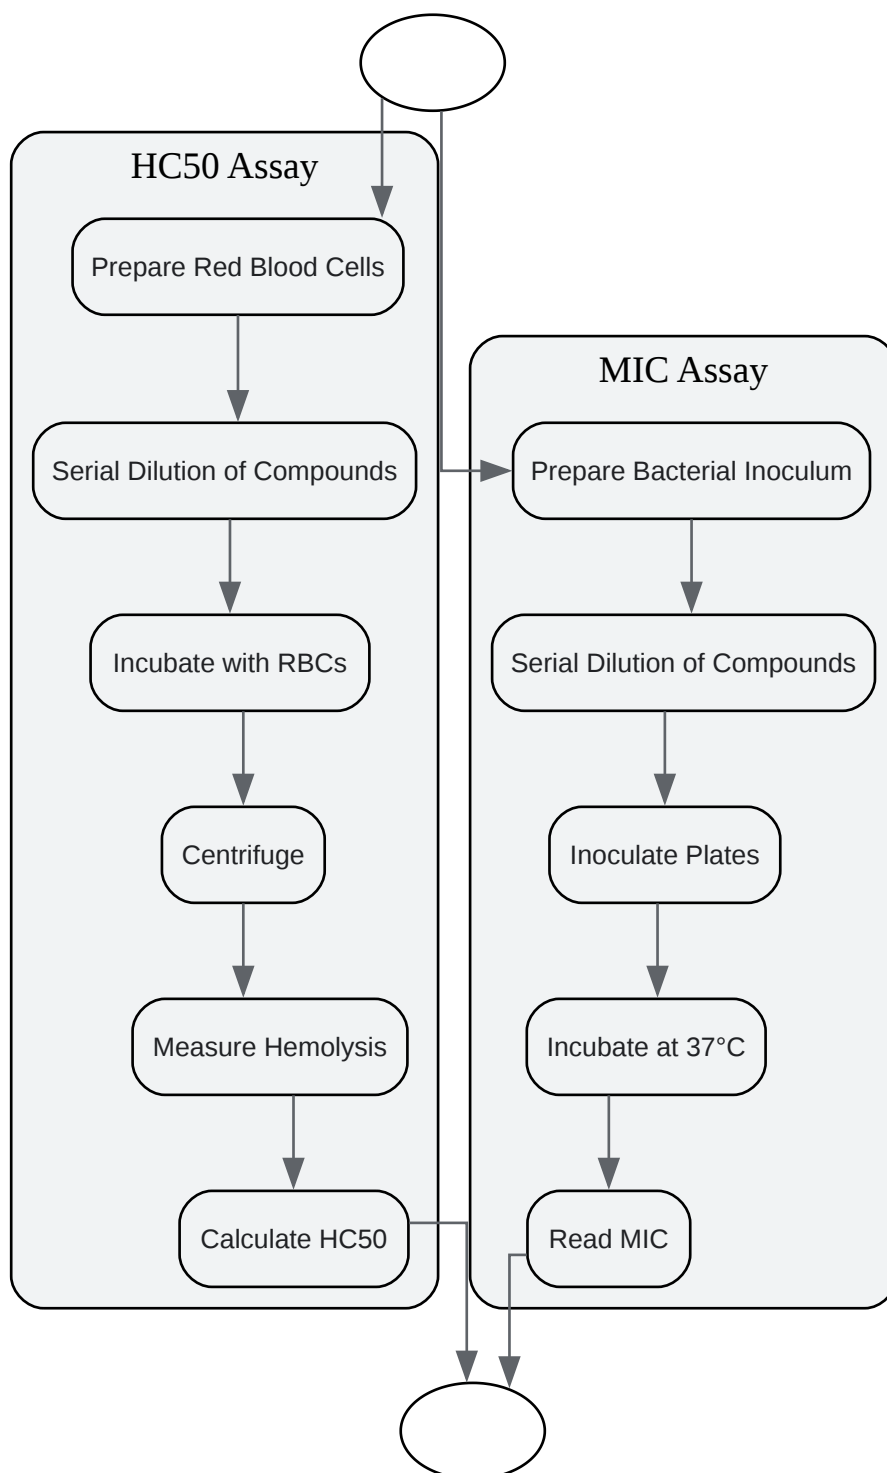 HC50 Assay
Prepare Red Blood Cells
Serial Dilution of Compounds
Incubate with RBCs
Centrifuge
Measure Hemolysis
Calculate HC50
MIC Assay
Prepare Bacterial Inoculum
Serial Dilution of Compounds
Inoculate Plates
Incubate at 37°C
Read MIC